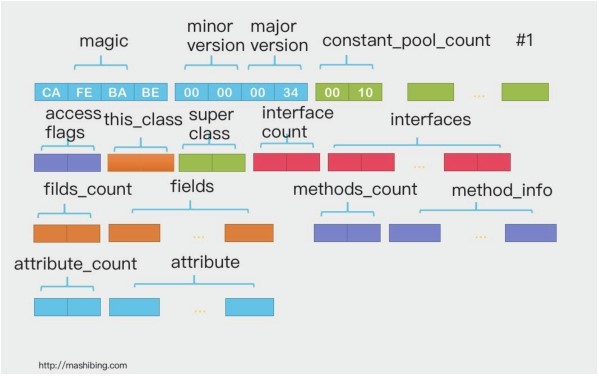 magic
minor version
major version
constant_pool_count
#1
CA FE BA BE 00 00 00 34 00 10
...
access flags
this_class
super class
interface count
interfaces
...
filds_count
fields
methods_count
method_info
...
...
attribute_count
attribute
...
http://mashibing.com